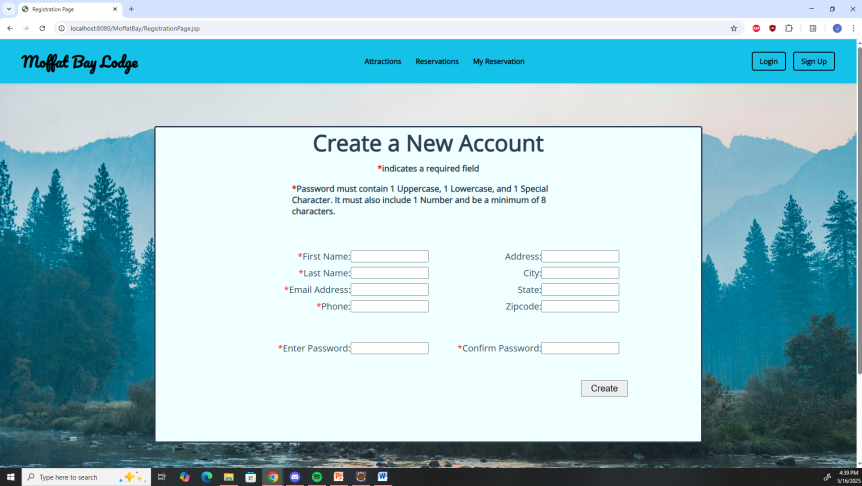 Registration Page
localhost:8080/MoffatBay/RegistrationPage.jsp
Moffat Bay Lodge
Attractions Reservations My Reservation
Login Sign Up
Create a New Account
*indicates a required field
*Password must contain 1 Uppercase, 1 Lowercase, and 1 Special
Character. It must also include 1 Number and be a minimum of 8
characters.
*First Name: Address:
*Last Name: City:
*Email Address: State:
*Phone: Zipcode:
*Enter Password: *Confirm Password:
Create
Type here to search
4:39 PM
5/16/2025